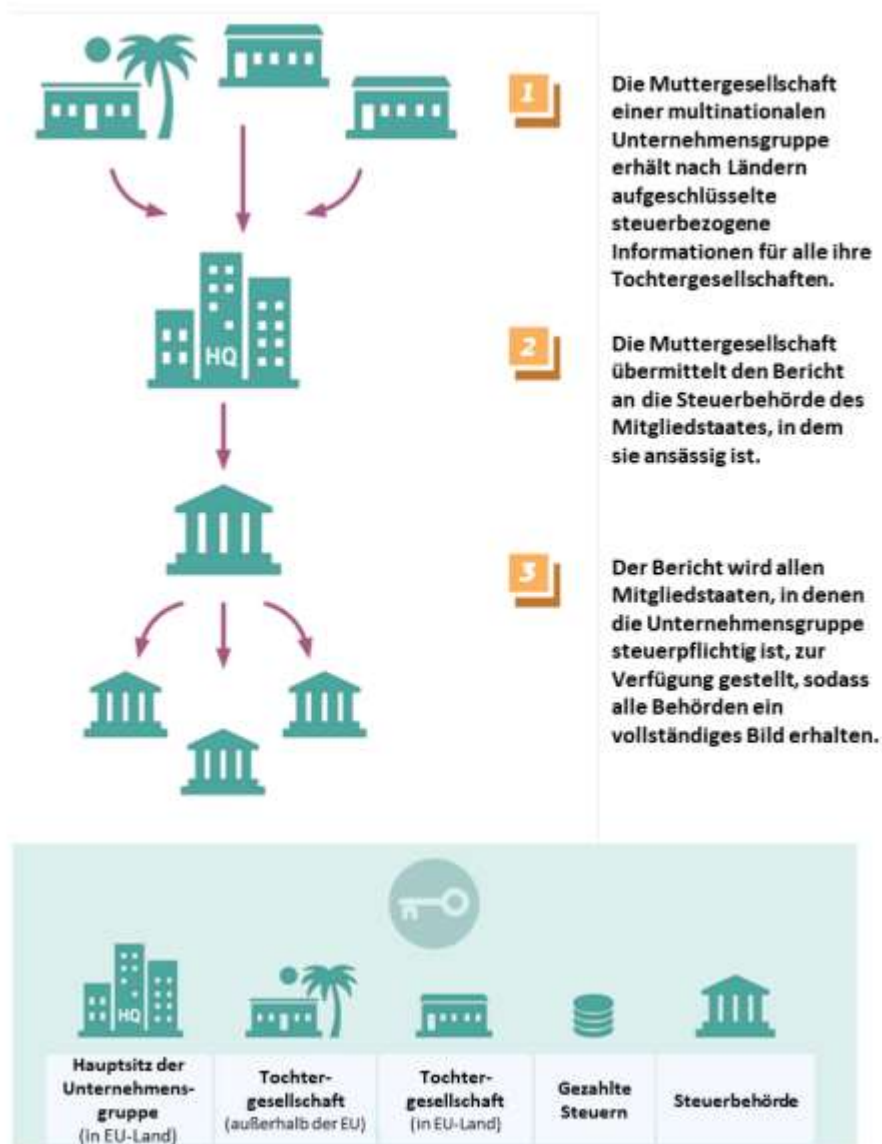 1
Die Muttergesellschaft
einer multinationalen
Unternehmensgruppe
erhält nach Ländern
aufgeschlüsselte
steuerbezogene
Informationen für alle ihre
Tochtergesellschaften.
HQ
2
Die Muttergesellschaft
übermittelt den Bericht
an die Steuerbehörde des
Mitgliedstaates, in dem
sie ansässig ist.
3
Der Bericht wird allen
Mitgliedstaaten, in denen
die Unternehmensgruppe
steuerpflichtig ist, zur
Verfügung gestellt, sodass
alle Behörden ein
vollständiges Bild erhalten.
HQ
Hauptsitz der
Unternehmens-
gruppe
(in EU-Land)
Tochter-
gesellschaft
(außerhalb der EU)
Tochter-
gesellschaft
(in EU-Land)
Gezahlte
Steuern
Steuerbehörde